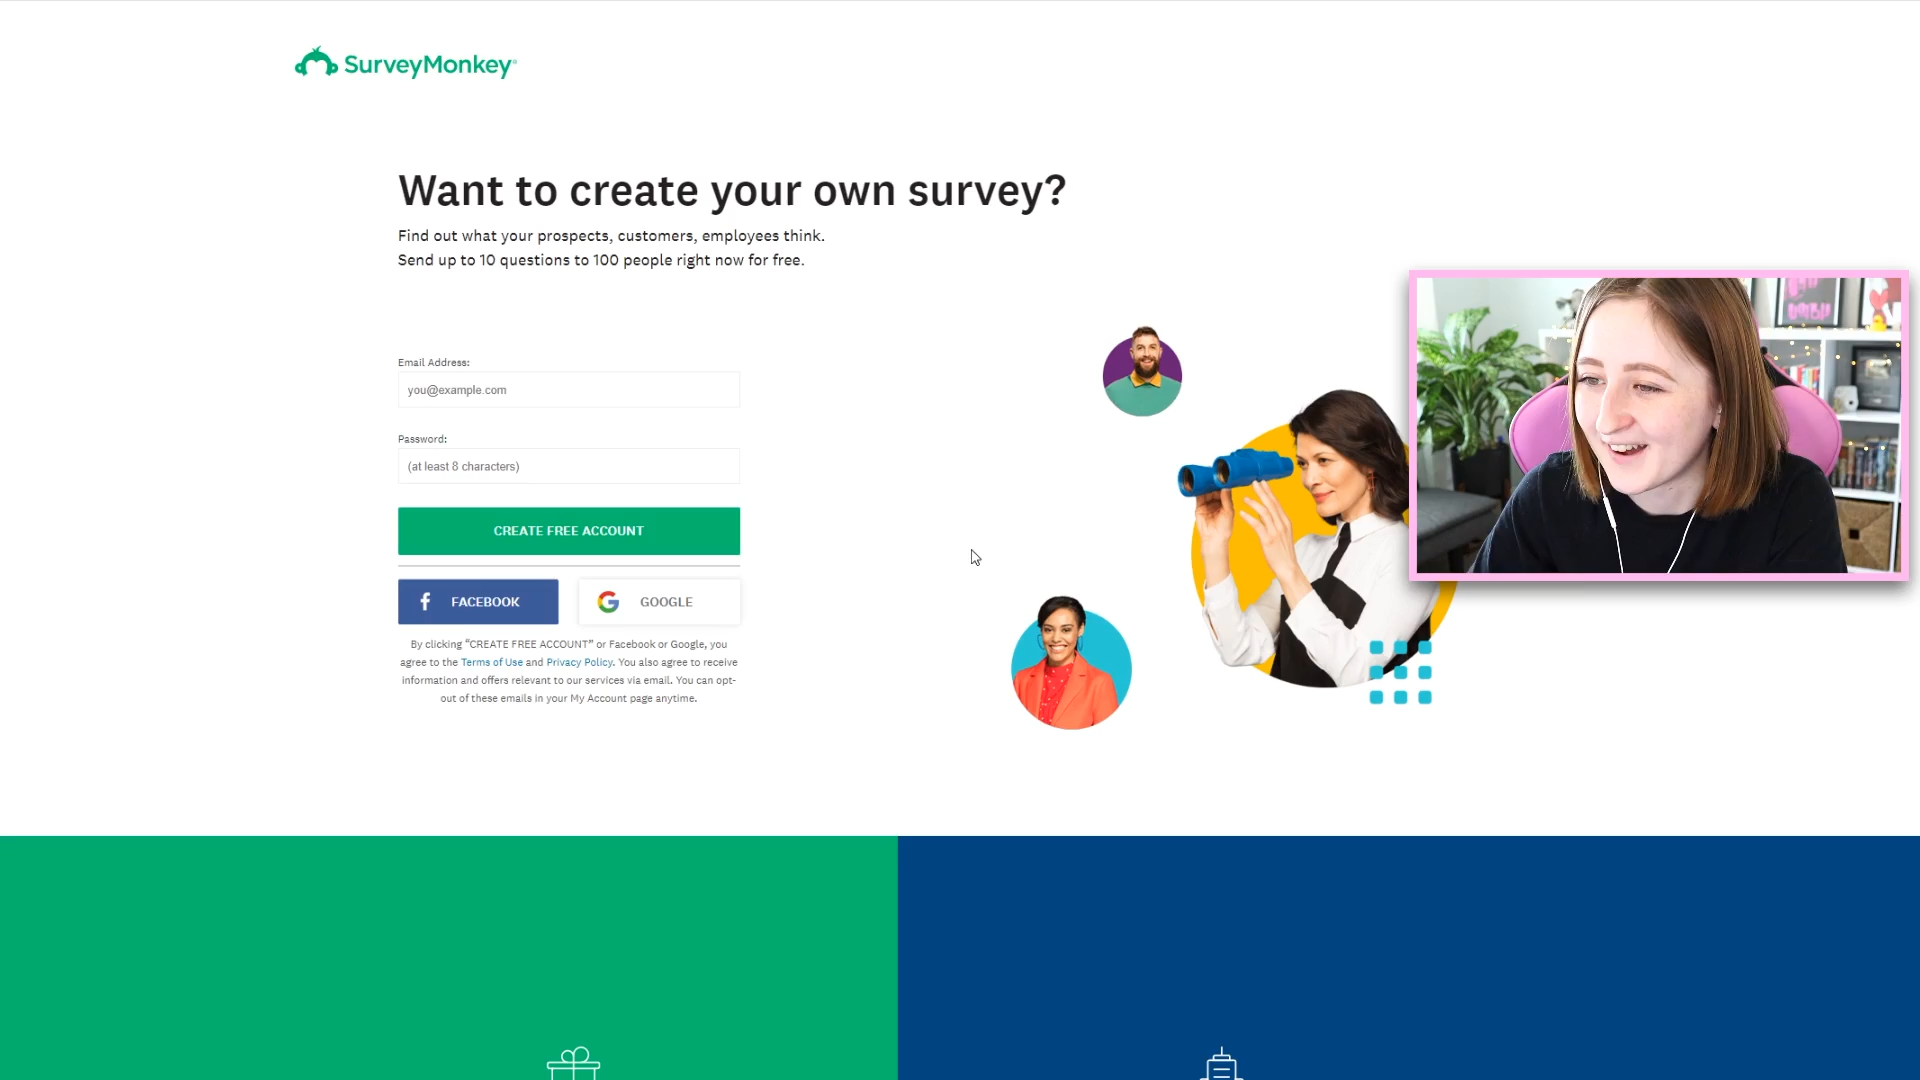 SurveyMonkey®
Want to create your own survey?
Find out what your prospects, customers, employees think.
Send up to 10 questions to 100 people right now for free.
Email Address:
you@example.com
Password:
(at least 8 characters)
CREATE FREE ACCOUNT
FACEBOOK
GOOGLE
By clicking “CREATE FREE ACCOUNT” or Facebook or Google, you
agree to the Terms of Use and Privacy Policy. You also agree to receive
information and offers relevant to our services via email. You can opt-
out of these emails in your My Account page anytime.